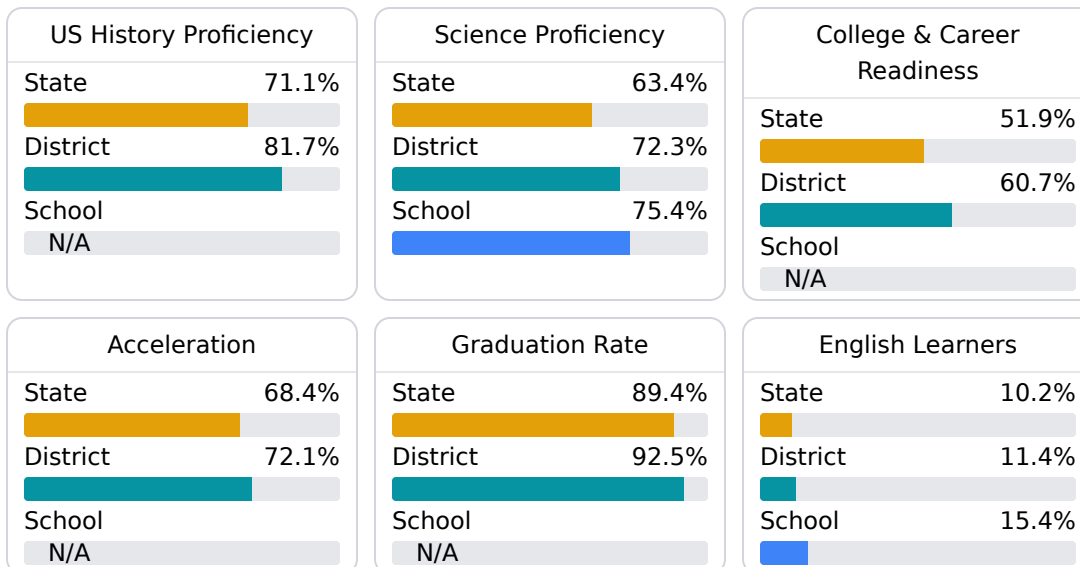 US History Proficiency
State 71.1%
District 81.7%
School
N/A
Science Proficiency
State 63.4%
District 72.3%
School 75.4%
College & Career
Readiness
State 51.9%
District 60.7%
School
N/A
Acceleration
State 68.4%
District 72.1%
School
N/A
Graduation Rate
State 89.4%
District 92.5%
School
N/A
English Learners
State 10.2%
District 11.4%
School 15.4%